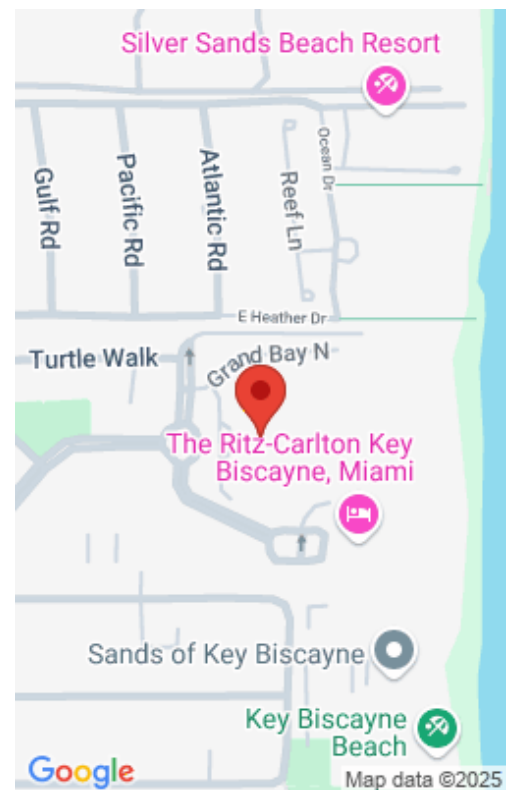 Silver Sands Beach Resort
Ocean Dr
Gulf Rd
Pacific Rd
Atlantic Rd
Reef Ln
E Heather Dr
Turtle Walk
Grand Bay N
The Ritz-Carlton Key
Biscayne, Miami
Sands of Key Biscayne
Key Biscayne
Beach
Google
Map data ©2025